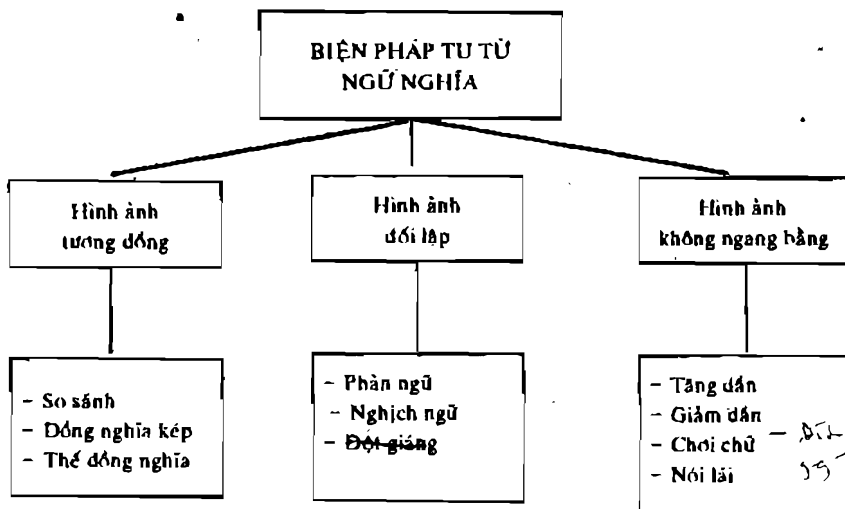 BIỆN PHÁP TU TỪ
NGỮ NGHĨA
Hình ảnh
tương đồng
Hình ảnh
đối lập
Hình ảnh
không ngang bằng
- So sánh
- Đồng nghĩa kép
- Thế đồng nghĩa
- Phản ngữ
- Nghịch ngữ
- Đột giáng
- Tăng dần
- Giảm dần
- Chơi chữ
- Nói lái